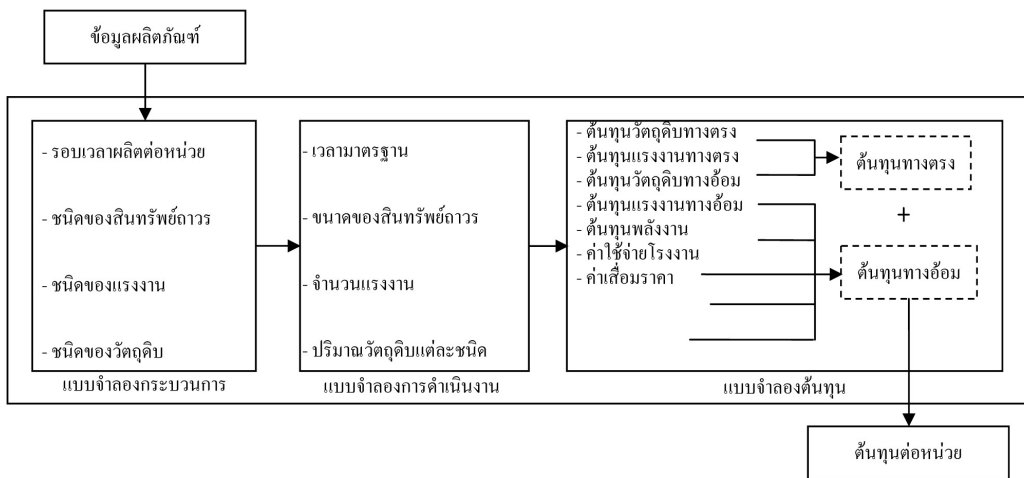 ข้อมูลผลิตภัณฑ์
- รอบเวลาผลิตต่อหน่วย
- ชนิดของสินทรัพย์ถาวร
- ชนิดของแรงงาน
- ชนิดของวัตถุดิบ
แบบจำลองกระบวนการ
- เวลามาตรฐาน
- ขนาดของสินทรัพย์ถาวร
- จำนวนแรงงาน
- ปริมาณวัตถุดิบแต่ละชนิด
แบบจำลองการดำเนินงาน
- ต้นทุนวัตถุดิบทางตรง
- ต้นทุนแรงงานทางตรง
- ต้นทุนวัตถุดิบทางอ้อม
- ต้นทุนแรงงานทางอ้อม
- ต้นทุนพลังงาน
- ค่าใช้จ่ายโรงงาน
- ค่าเสื่อมราคา
ต้นทุนทางตรง
+
ต้นทุนทางอ้อม
แบบจำลองต้นทุน
ต้นทุนต่อหน่วย